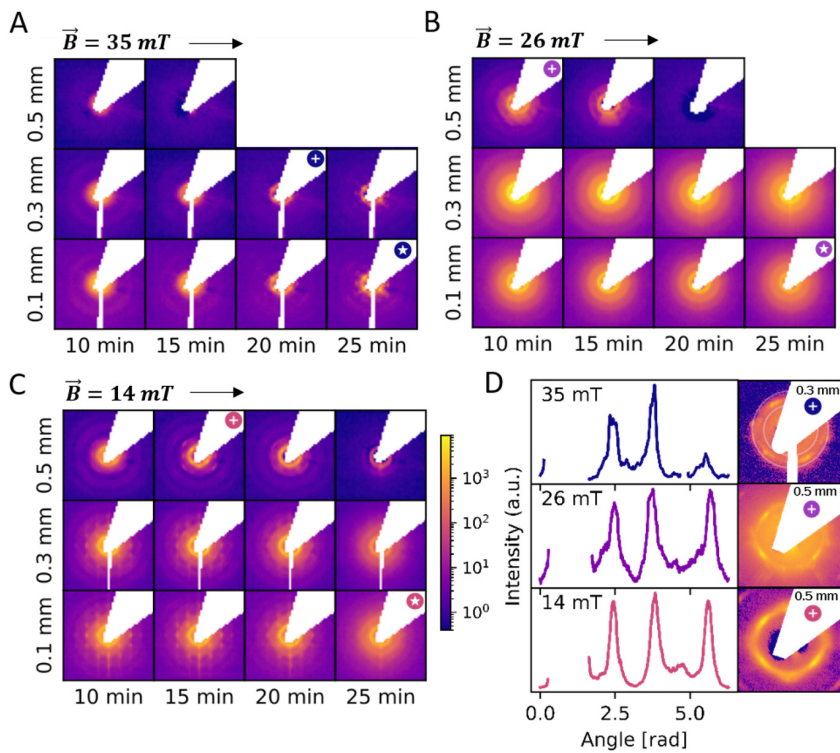 A
B⃗ = 35 mT
0.5 mm
0.3 mm
0.1 mm
10 min 15 min 20 min 25 min
B
B⃗ = 26 mT
0.5 mm
0.3 mm
0.1 mm
10 min 15 min 20 min 25 min
C
B⃗ = 14 mT
0.5 mm
0.3 mm
0.1 mm
10 min 15 min 20 min 25 min
10³
10²
10¹
10⁰
D
35 mT
0.3 mm
26 mT
0.5 mm
14 mT
0.5 mm
Intensity (a.u.)
0.0 2.5 5.0
Angle [rad]